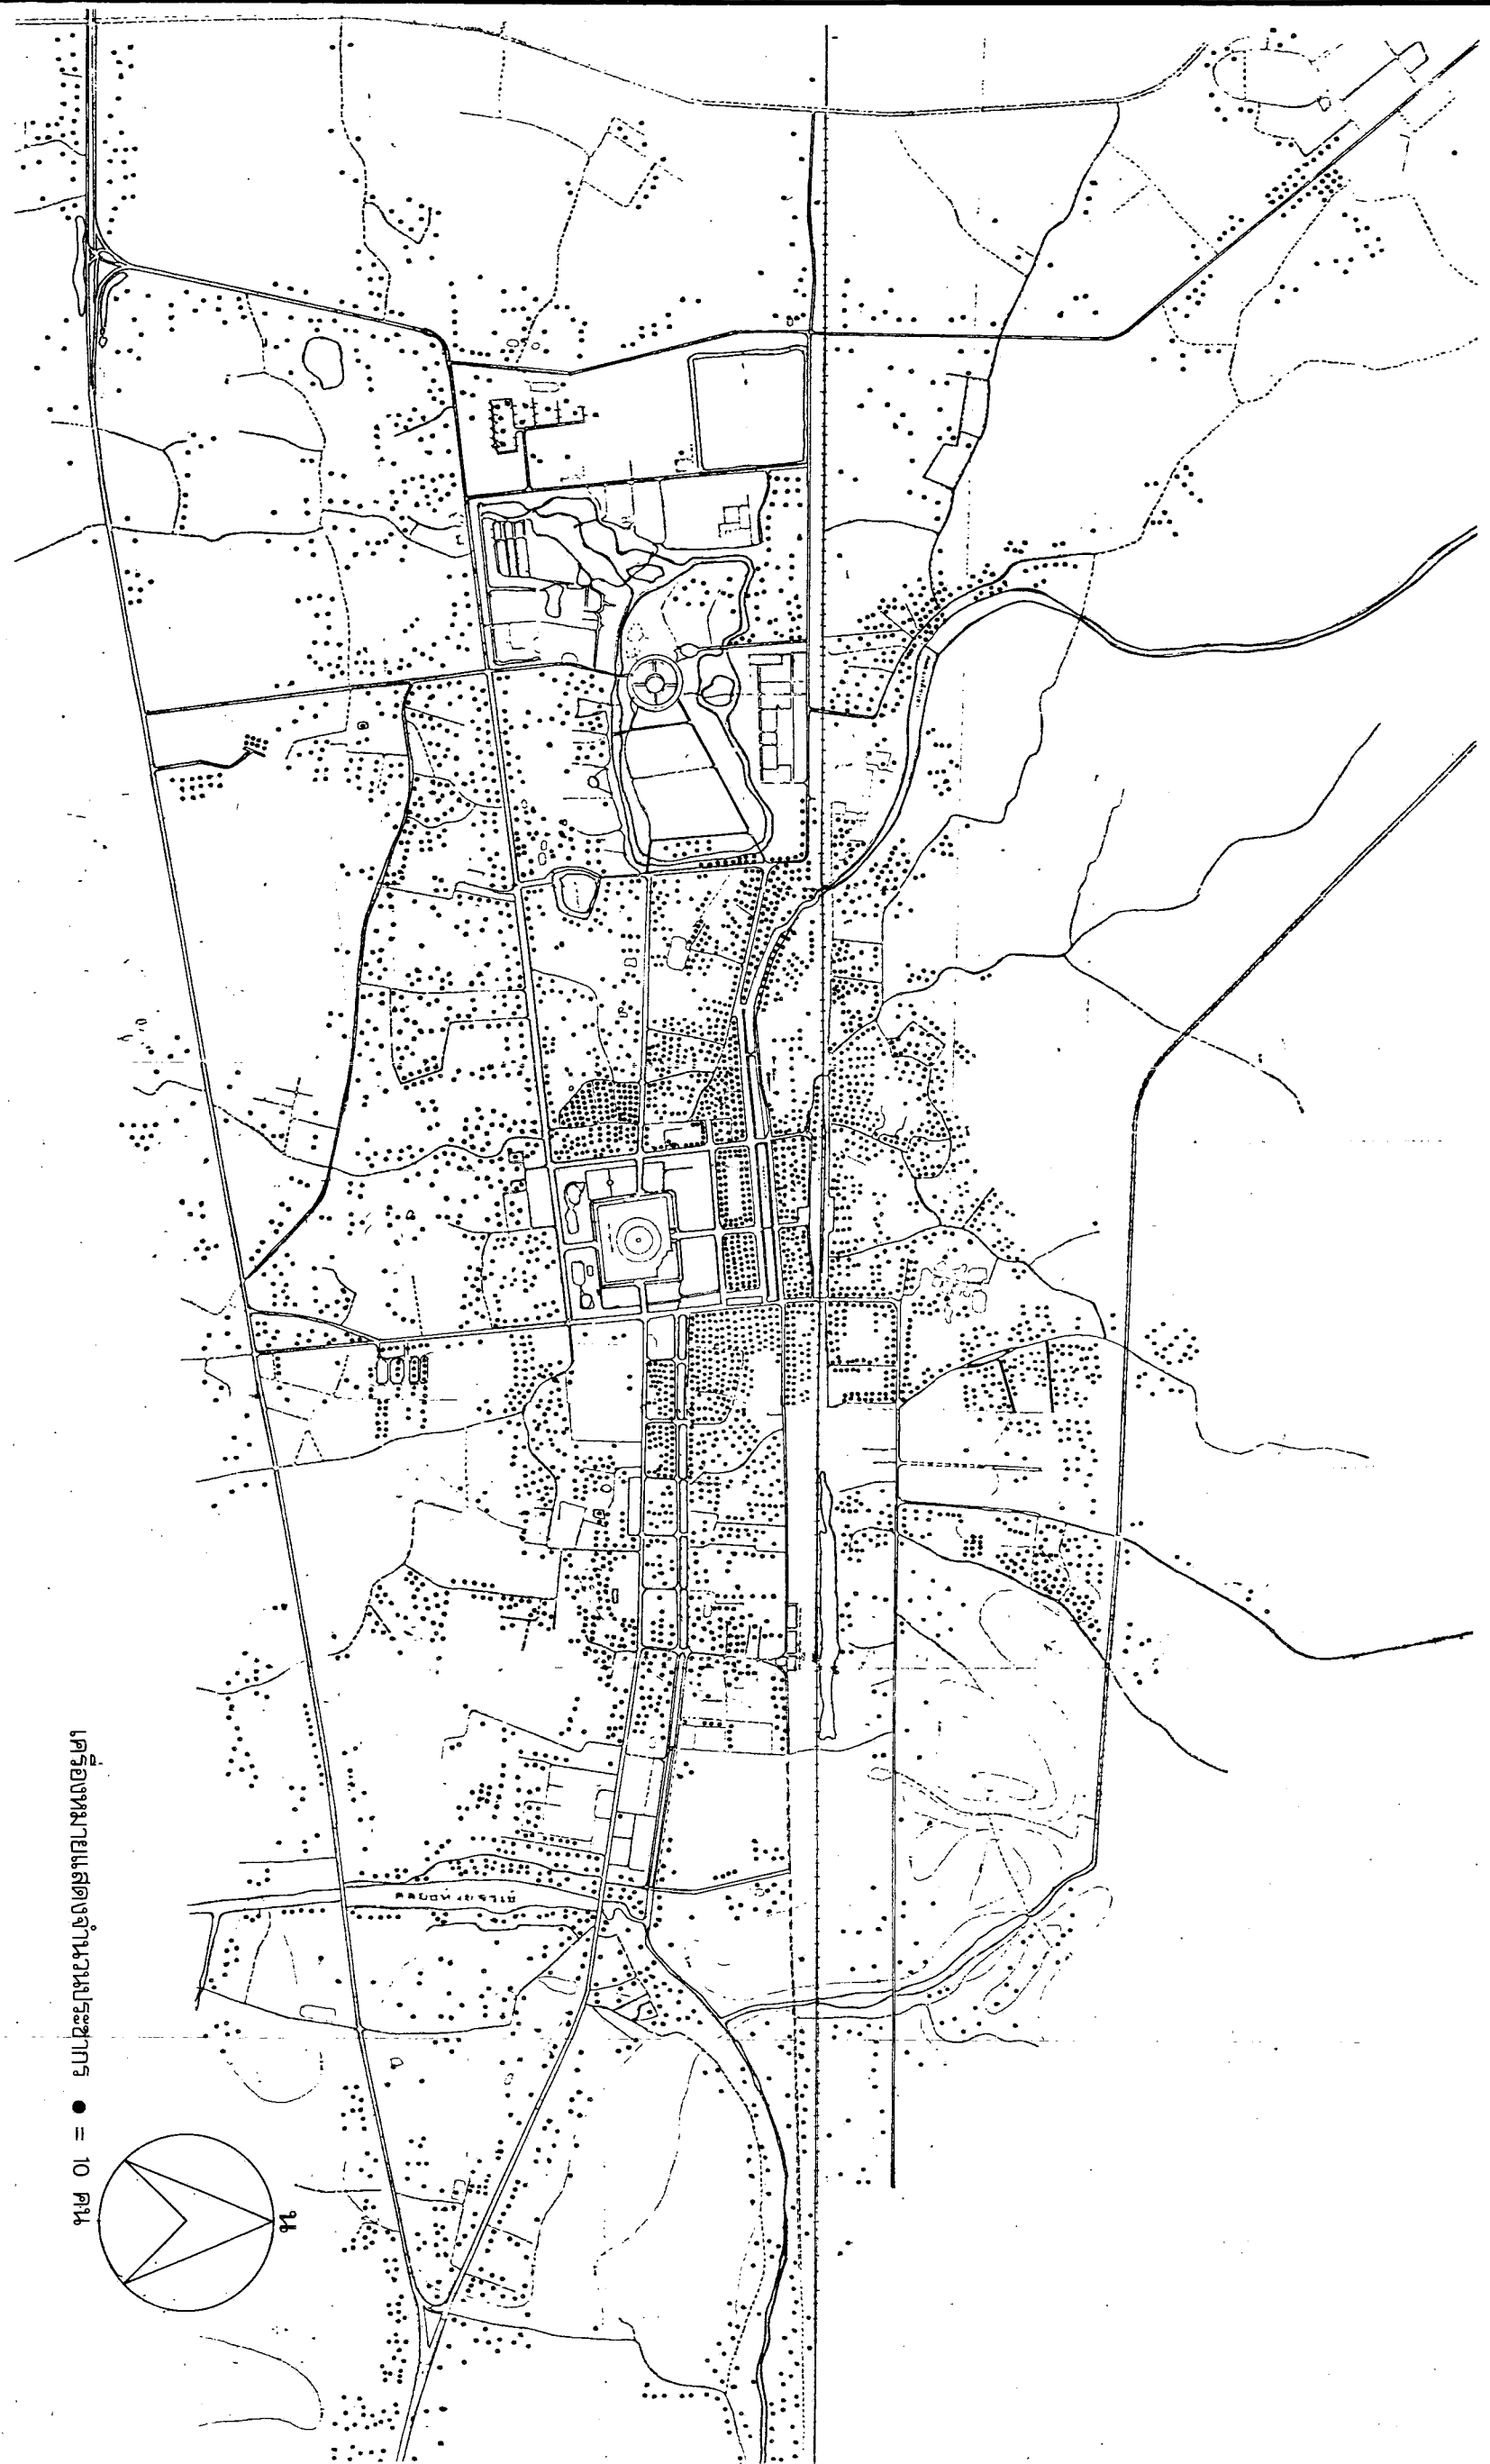 เครื่องหมายแสดงจำนวนประชากร ● = 10 คน
น